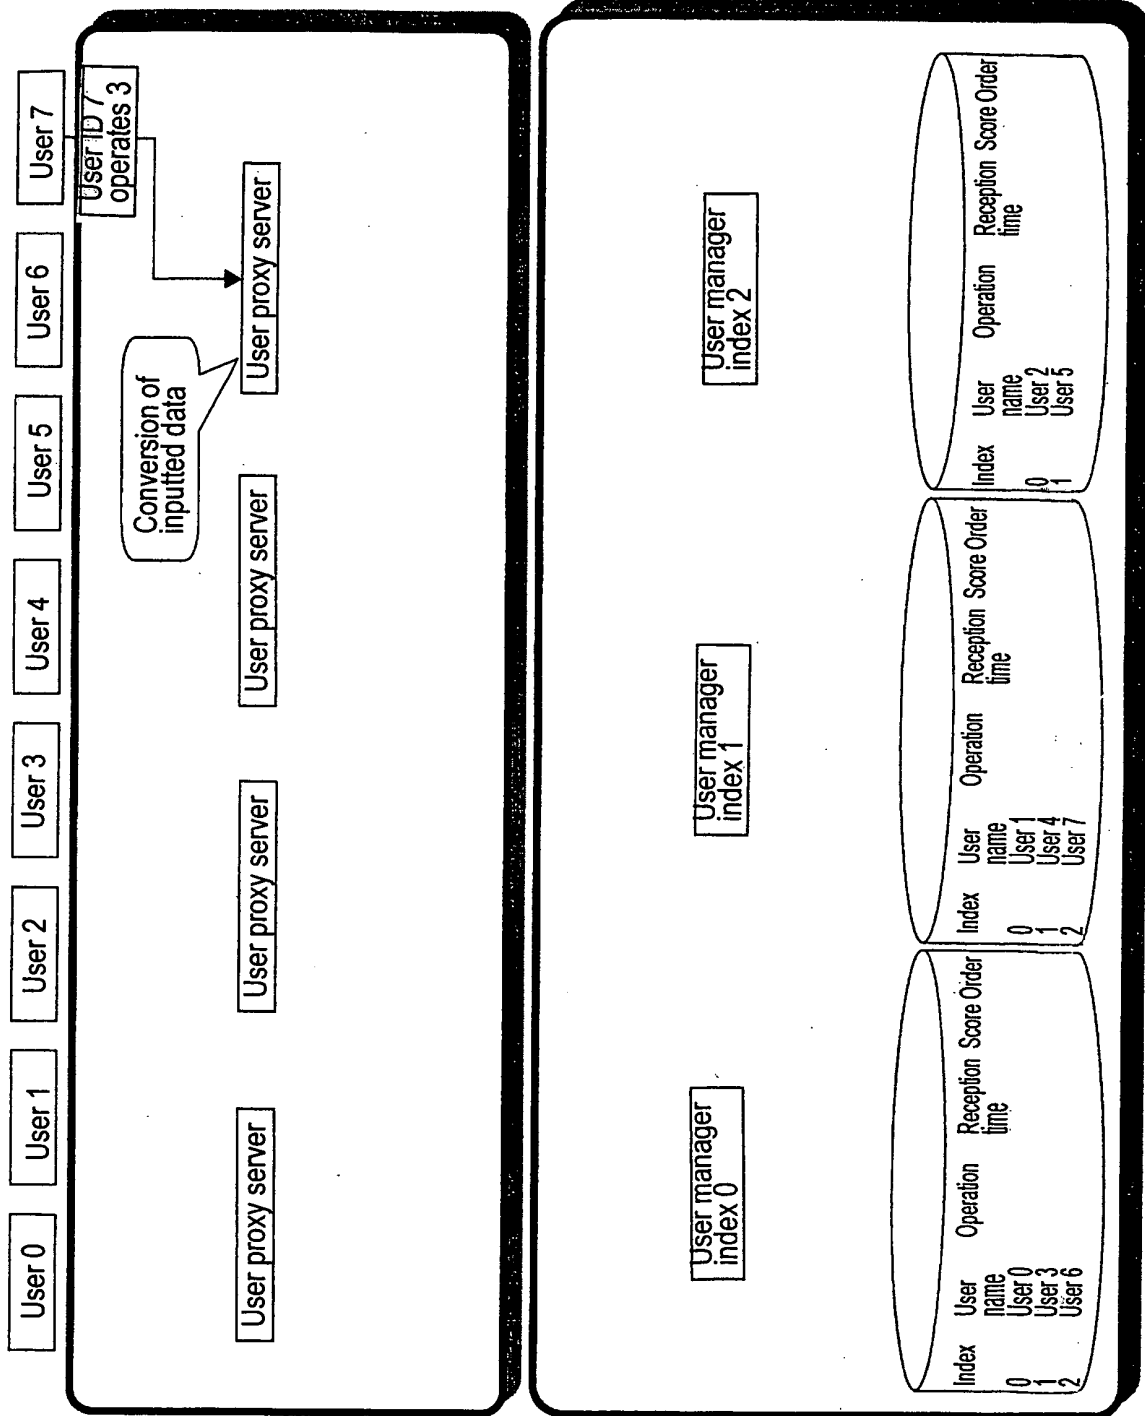 User 0
User 1
User 2
User 3
User 4
User 5
User 6
User 7
User ID 7
operates 3
Conversion of
inputted data
User proxy server
User proxy server
User proxy server
User proxy server
User manager
index 0
User manager
index 1
User manager
index 2
Index User Operation Reception Score Order
name time
0 User 0
1 User 3
2 User 6
Index User Operation Reception Score Order
name time
0 User 1
1 User 4
2 User 7
Index User Operation Reception Score Order
name time
0 User 2
1 User 5